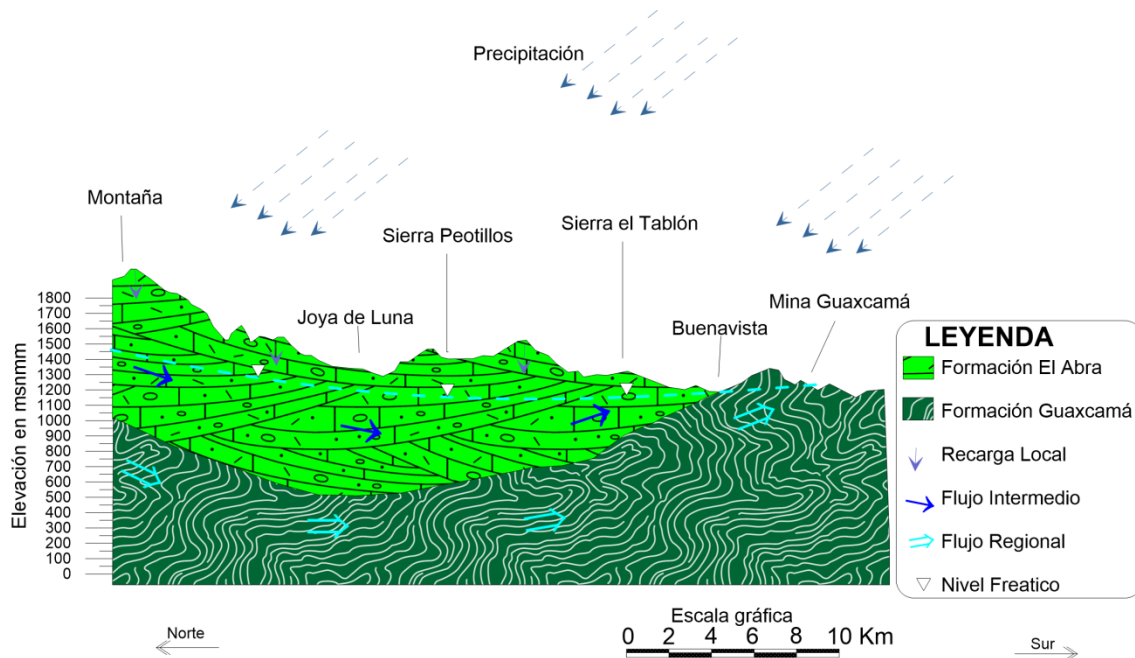 Precipitación
Montaña
Sierra Peotillos
Sierra el Tablón
Joya de Luna
Buenavista
Mina Guaxcamá
Elevación en msnmm
1800
1700
1600
1500
1400
1300
1200
1100
1000
900
800
700
600
500
400
300
200
100
0
LEYENDA
Formación El Abra
Formación Guaxcamá
Recarga Local
Flujo Intermedio
Flujo Regional
Nivel Freatico
Norte
Escala gráfica
0 2 4 6 8 10 Km
Sur